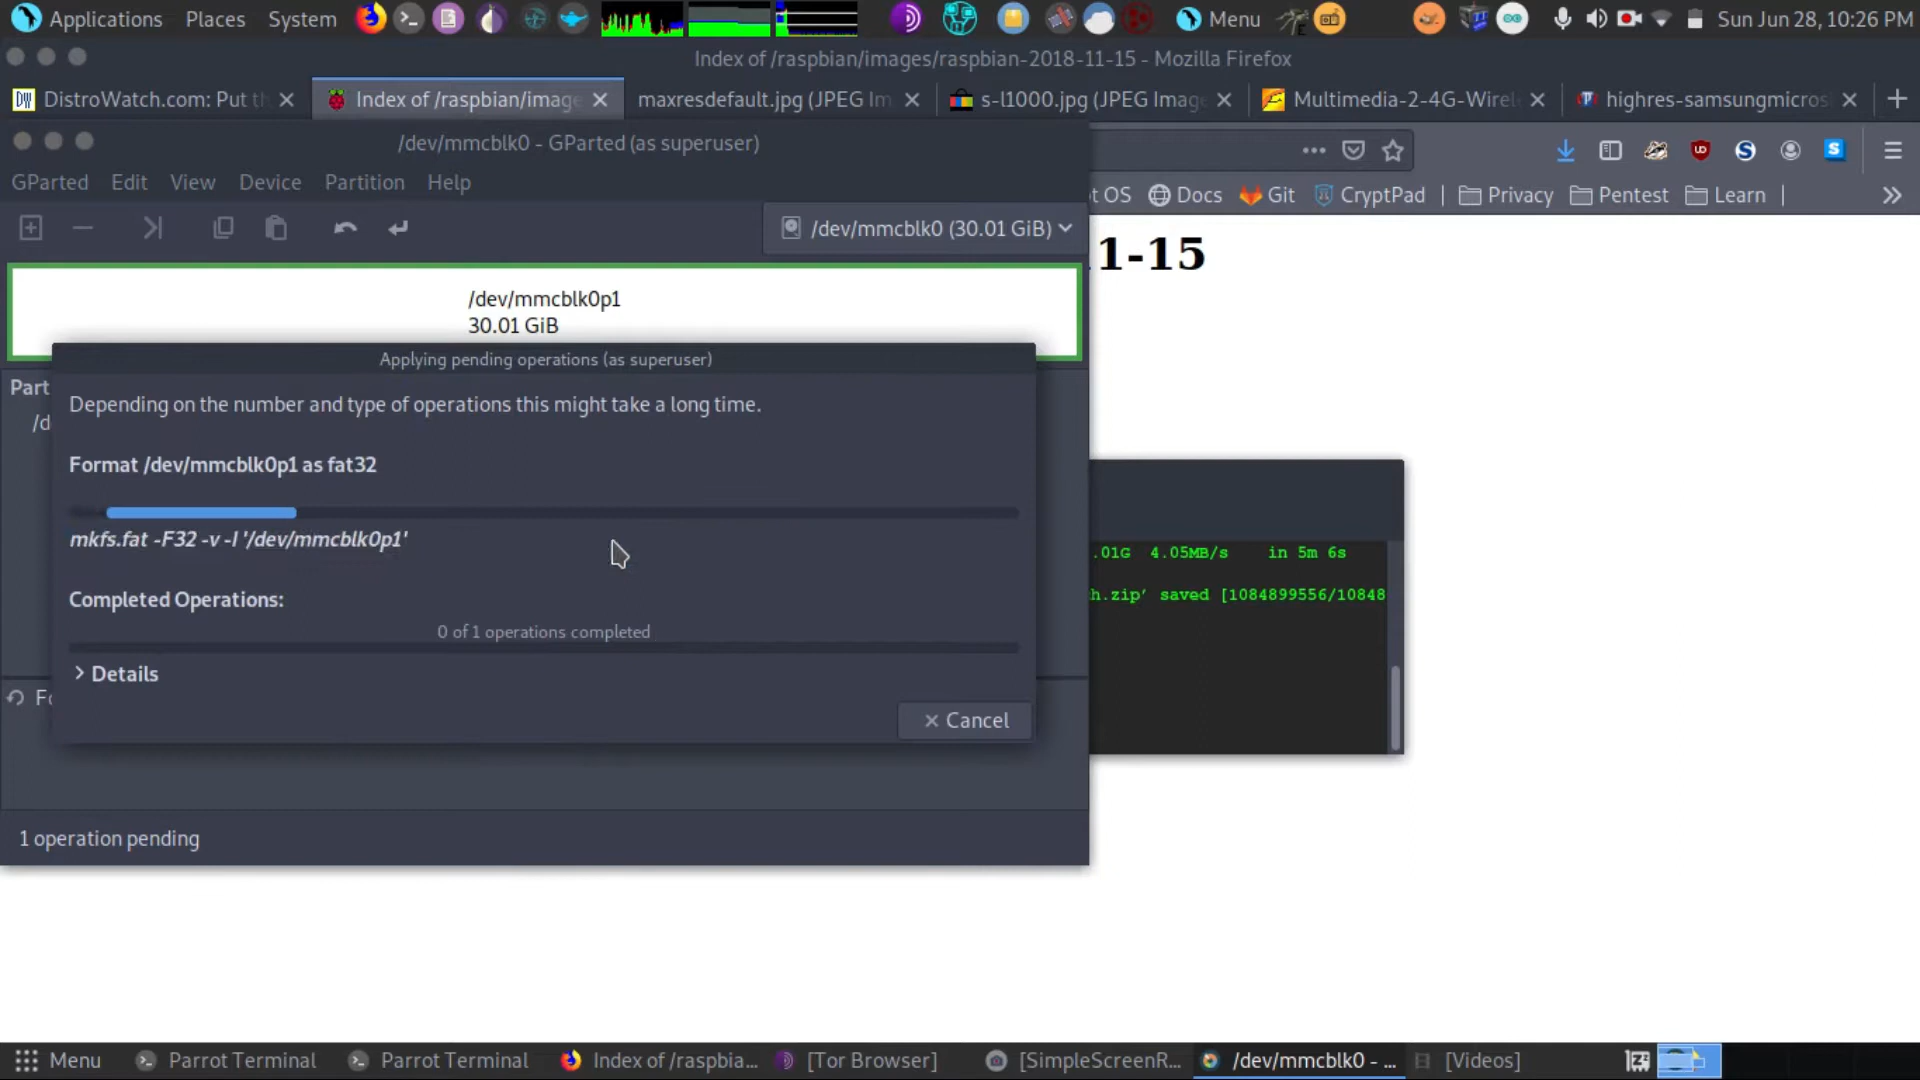 Applications Places System Menu Sun Jun 28, 10:26 PM
Index of /raspbian/images/raspbian-2018-11-15 - Mozilla Firefox
DistroWatch.com: Put th Index of /raspbian/image maxresdefault.jpg (JPEG Im s-l1000.jpg (JPEG Image Multimedia-2-4G-Wirel highres-samsungmicros
/dev/mmcblk0 - GParted (as superuser)
GParted Edit View Device Partition Help
t OS Docs Git CryptPad Privacy Pentest Learn
/dev/mmcblk0 (30.01 GiB)
1-15
/dev/mmcblk0p1
30.01 GiB
Applying pending operations (as superuser)
Part
Depending on the number and type of operations this might take a long time.
/d
Format /dev/mmcblk0p1 as fat32
mkfs.fat -F32 -v -I '/dev/mmcblk0p1'
.01G 4.05MB/s in 5m 6s
Completed Operations:
h.zip’ saved [1084899556/10848
0 of 1 operations completed
Details
Fo
Cancel
1 operation pending
Menu Parrot Terminal Parrot Terminal Index of /raspbia... [Tor Browser] [SimpleScreenR... /dev/mmcblk0 - ... [Videos]